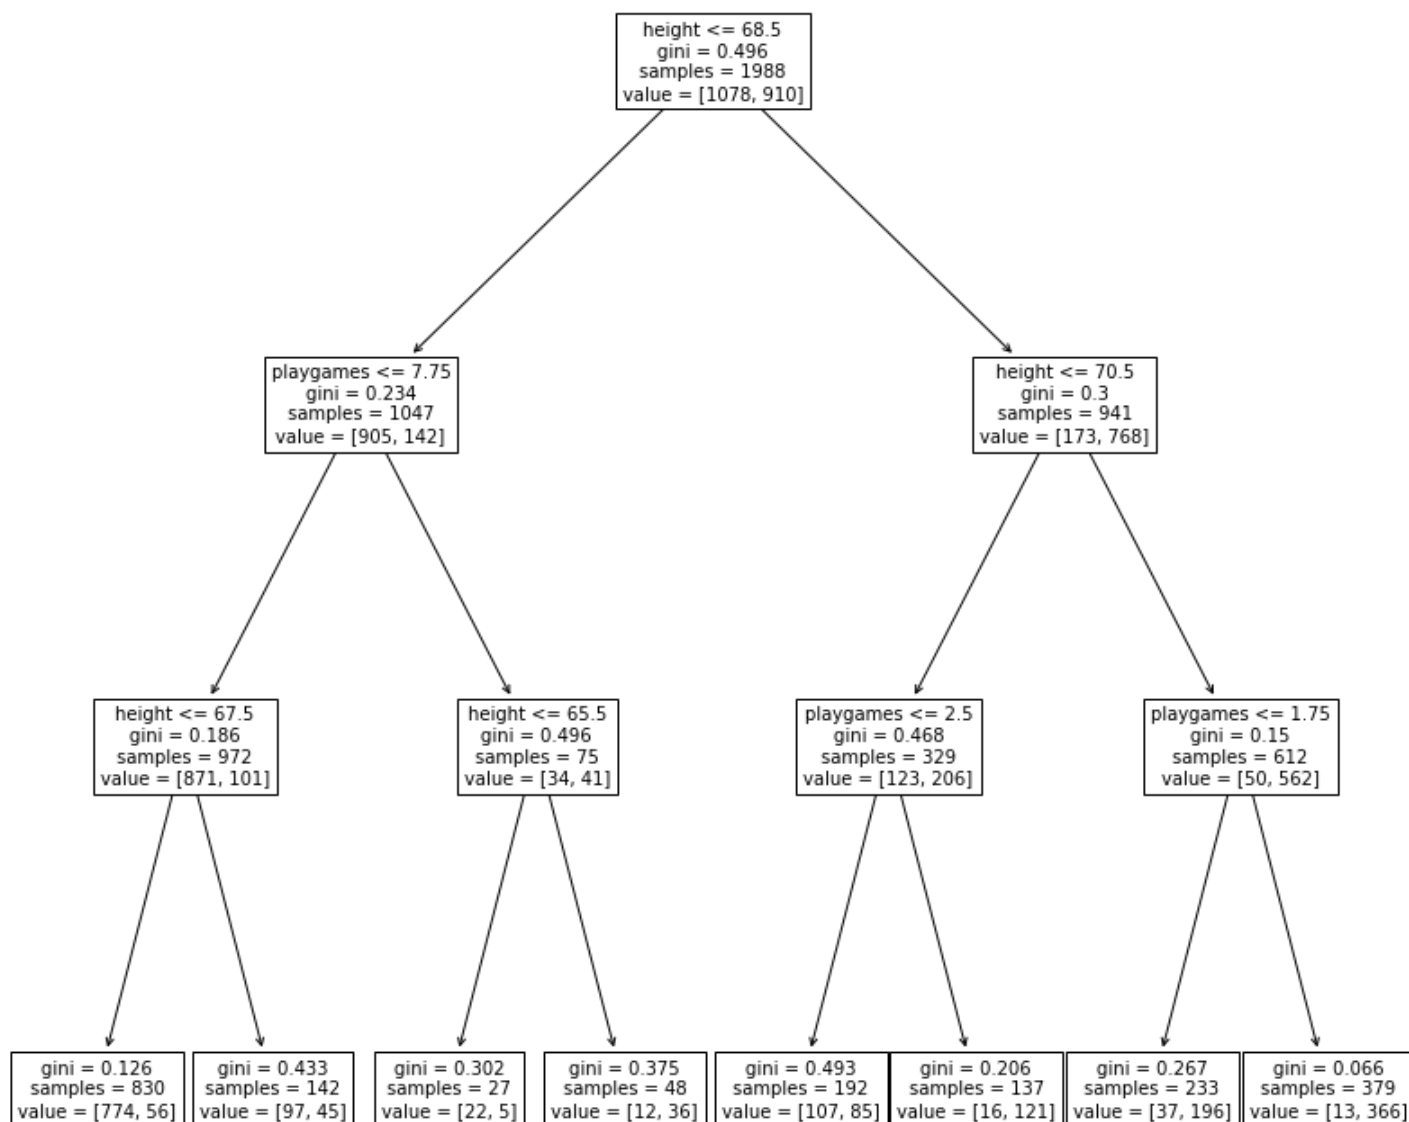 height <= 68.5
gini = 0.496
samples = 1988
value = [1078, 910]
playgames <= 7.75
gini = 0.234
samples = 1047
value = [905, 142]
height <= 70.5
gini = 0.3
samples = 941
value = [173, 768]
height <= 67.5
gini = 0.186
samples = 972
value = [871, 101]
height <= 65.5
gini = 0.496
samples = 75
value = [34, 41]
playgames <= 2.5
gini = 0.468
samples = 329
value = [123, 206]
playgames <= 1.75
gini = 0.15
samples = 612
value = [50, 562]
gini = 0.126
samples = 830
value = [774, 56]
gini = 0.433
samples = 142
value = [97, 45]
gini = 0.302
samples = 27
value = [22, 5]
gini = 0.375
samples = 48
value = [12, 36]
gini = 0.493
samples = 192
value = [107, 85]
gini = 0.206
samples = 137
value = [16, 121]
gini = 0.267
samples = 233
value = [37, 196]
gini = 0.066
samples = 379
value = [13, 366]